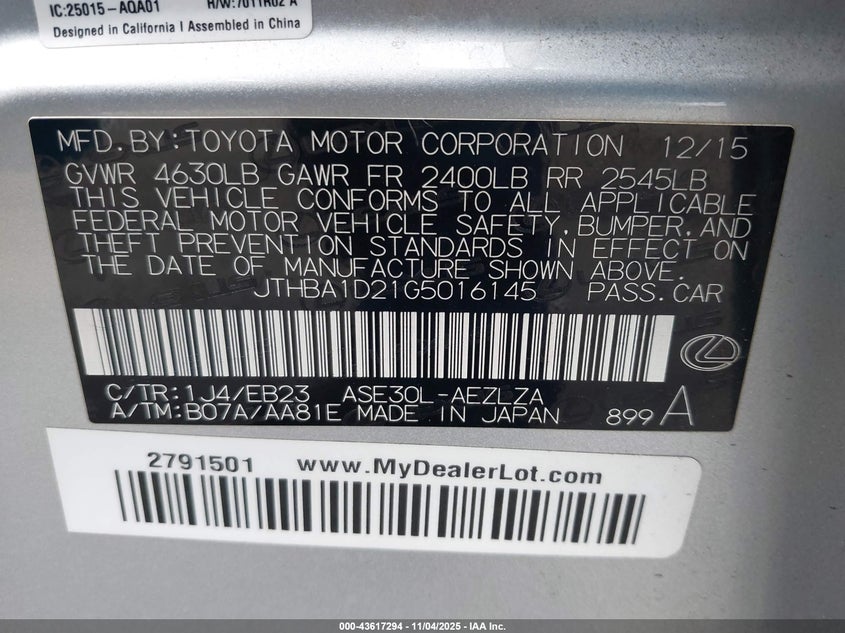 IC:25015-AQA01 H/W:7011R02 A
Designed in California I Assembled in China
MFD. BY: TOYOTA MOTOR CORPORATION 12/15
GVWR 4630LB GAWR FR 2400LB RR 2545LB
THIS VEHICLE CONFORMS TO ALL APPLICABLE
FEDERAL MOTOR VEHICLE SAFETY, BUMPER, AND
THEFT PREVENTION STANDARDS IN EFFECT ON
THE DATE OF MANUFACTURE SHOWN ABOVE.
JTHBA1D21G5016145 PASS. CAR
C/TR: 1J4/EB23 ASE30L-AEZLZA
A/TM: B07A/AA81E MADE IN JAPAN 899 A
2791501 www.MyDealerLot.com
000-43617294 - 11/04/2025 - IAA Inc.